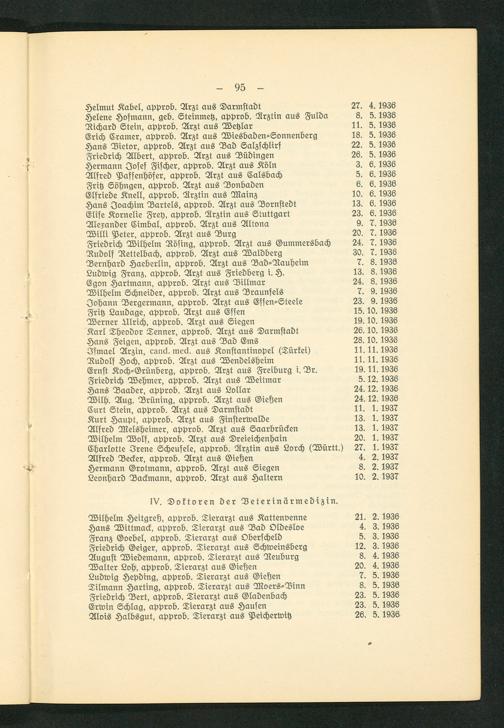 — 95 —
Helmut Kabel, approb. Arzt aus Darmstadt 27. 4. 1936
Helene Hofmann, geb. Steinmetz, approb. Ärztin aus Fulda 8. 5. 1936
Richard Stein, approb. Arzt aus Wetzlar 11. 5. 1936
Erich Cramer, approb. Arzt aus Wiesbaden-Sonnenberg 18. 5. 1936
Hans Vietor, approb. Arzt aus Bad Salzschlirf 22. 5. 1936
Friedrich Albert, approb. Arzt aus Büdingen 26. 5. 1936
Hermann Josef Fischer, approb. Arzt aus Köln 3. 6. 1936
Alfred Paffenhöfer, approb. Arzt aus Calsbach 5. 6. 1936
Fritz Söhngen, approb. Arzt aus Bonbaden 6. 6. 1936
Elfriede Knell, approb. Ärztin aus Mainz 10. 6. 1936
Hans Joachim Bartels, approb. Arzt aus Bornstedt 13. 6. 1936
Elise Kornelie Frey, approb. Ärztin aus Stuttgart 23. 6. 1936
Alexander Cimbal, approb. Arzt aus Altona 9. 7. 1936
Willi Peter, approb. Arzt aus Burg 20. 7. 1936
Friedrich Wilhelm Rösing, approb. Arzt aus Gummersbach 24. 7. 1936
Rudolf Rettelbach, approb. Arzt aus Waldberg 30. 7. 1936
Bernhard Haeberlin, approb. Arzt aus Bad-Nauheim 7. 8. 1936
Ludwig Franz, approb. Arzt aus Friedberg i. H. 13. 8. 1936
Egon Hartmann, approb. Arzt aus Villmar 24. 8. 1936
Wilhelm Schneider, approb. Arzt aus Braunfels 7. 9. 1936
Johann Bergermann, approb. Arzt aus Essen-Steele 23. 9. 1936
Fritz Laudage, approb. Arzt aus Essen 15. 10. 1936
Werner Ulrich, approb. Arzt aus Siegen 19. 10. 1936
Karl Theodor Tenner, approb. Arzt aus Darmstadt 26. 10. 1936
Hans Feigen, approb. Arzt aus Bad Ems 28. 10. 1936
Ismael Arzin, cand. med. aus Konstantinopel (Türkei) 11. 11. 1936
Rudolf Hoch, approb. Arzt aus Wendelsheim 11. 11. 1936
Ernst Koch-Grünberg, approb. Arzt aus Freiburg i. Br. 19. 11. 1936
Friedrich Wehmer, approb. Arzt aus Weitmar 5. 12. 1936
Hans Baader, approb. Arzt aus Lollar 24. 12. 1936
Wilh. Aug. Brüning, approb. Arzt aus Gießen 24. 12. 1936
Curt Stein, approb. Arzt aus Darmstadt 11. 1. 1937
Kurt Haupt, approb. Arzt aus Finsterwalde 13. 1. 1937
Alfred Melsheimer, approb. Arzt aus Saarbrücken 13. 1. 1937
Wilhelm Wolf, approb. Arzt aus Dreieichenhain 20. 1. 1937
Charlotte Irene Scheufele, approb. Ärztin aus Lorch (Württ.) 27. 1. 1937
Alfred Becker, approb. Arzt aus Gießen 4. 2. 1937
Hermann Grotmann, approb. Arzt aus Siegen 8. 2. 1937
Leonhard Backmann, approb. Arzt aus Haltern 10. 2. 1937
IV. Doktoren der Veterinärmedizin.
Wilhelm Heitgreß, approb. Tierarzt aus Kattenvenne 21. 2. 1936
Hans Wittmack, approb. Tierarzt aus Bad Oldesloe 4. 3. 1936
Franz Goebel, approb. Tierarzt aus Oberscheld 5. 3. 1936
Friedrich Geiger, approb. Tierarzt aus Schweinsberg 12. 3. 1936
August Wiedemann, approb. Tierarzt aus Neuburg 8. 4. 1936
Walter Loh, approb. Tierarzt aus Gießen 20. 4. 1936
Ludwig Hepding, approb. Tierarzt aus Gießen 7. 5. 1936
Tilmann Harting, approb. Tierarzt aus Moers-Vinn 8. 5. 1936
Friedrich Bert, approb. Tierarzt aus Gladenbach 23. 5. 1936
Erwin Schlag, approb. Tierarzt aus Hausen 23. 5. 1936
Alois Halbsgut, approb. Tierarzt aus Peicherwitz 26. 5. 1936